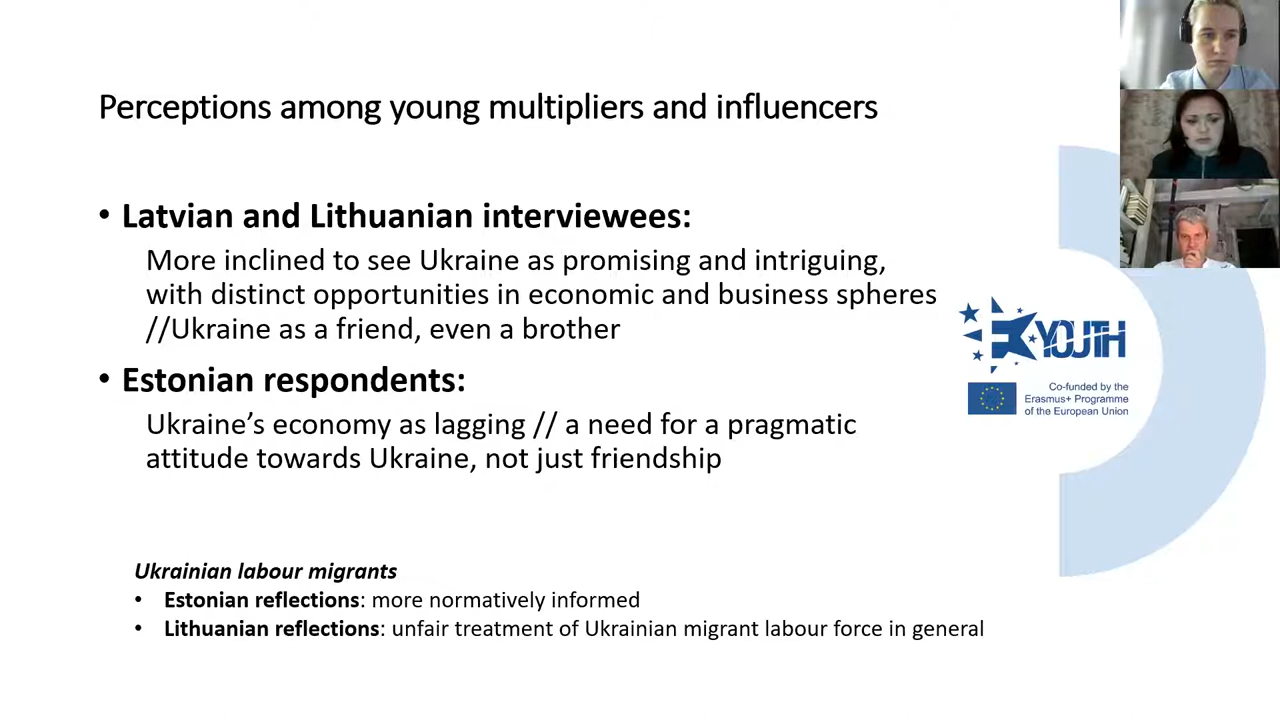 Perceptions among young multipliers and influencers
• Latvian and Lithuanian interviewees:
More inclined to see Ukraine as promising and intriguing,
with distinct opportunities in economic and business spheres
//Ukraine as a friend, even a brother
• Estonian respondents:
Ukraine’s economy as lagging // a need for a pragmatic
attitude towards Ukraine, not just friendship
YOUTH
Co-funded by the
Erasmus+ Programme
of the European Union
Ukrainian labour migrants
• Estonian reflections: more normatively informed
• Lithuanian reflections: unfair treatment of Ukrainian migrant labour force in general